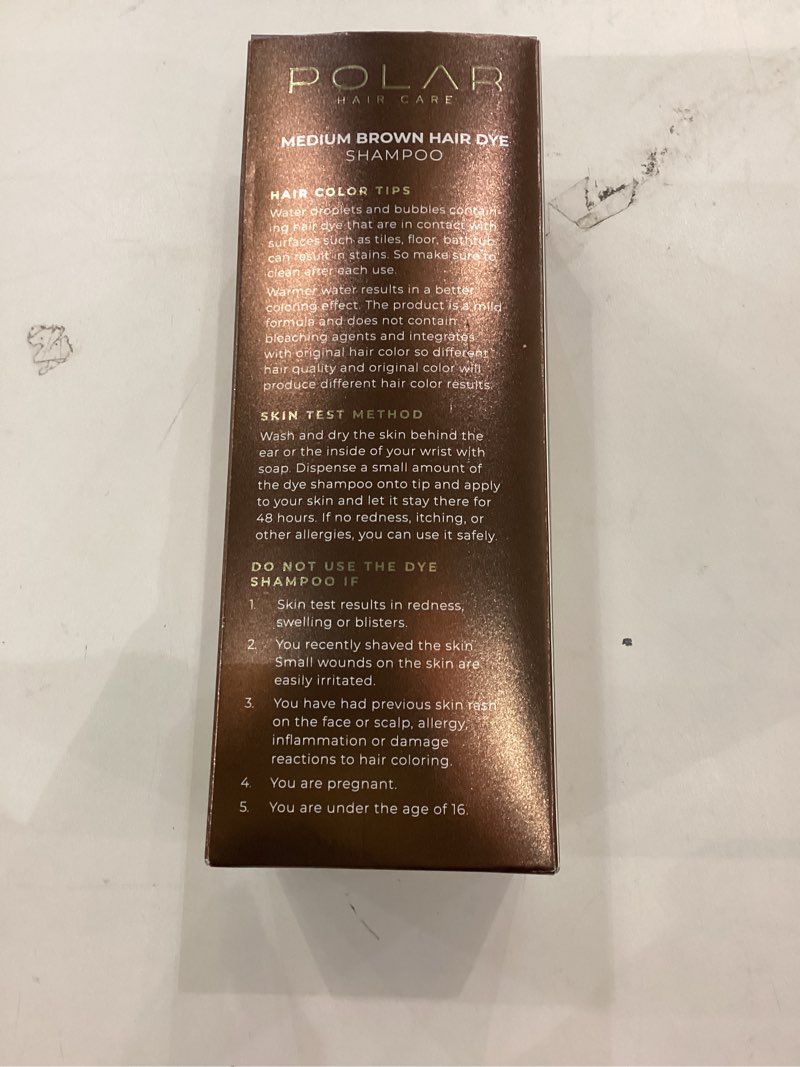 POLAR
HAIR CARE
MEDIUM BROWN HAIR DYE
SHAMPOO
HAIR COLOR TIPS
Water droplets and bubbles contain-
ing hair dye that are in contact with
surfaces such as tiles, floor, bathtub
can result in stains. So make sure to
clean after each use.
Warmer water results in a better
coloring effect. The product is a mild
formula and does not contain
bleaching agents and integrates
with original hair color so different
hair quality and original color will
produce different hair color results.
SKIN TEST METHOD
Wash and dry the skin behind the
ear or the inside of your wrist with
soap. Dispense a small amount of
the dye shampoo onto tip and apply
to your skin and let it stay there for
48 hours. If no redness, itching, or
other allergies, you can use it safely.
DO NOT USE THE DYE
SHAMPOO IF
1. Skin test results in redness,
swelling or blisters.
2. You recently shaved the skin.
Small wounds on the skin are
easily irritated.
3. You have had previous skin rash
on the face or scalp, allergy,
inflammation or damage
reactions to hair coloring.
4. You are pregnant.
5. You are under the age of 16.